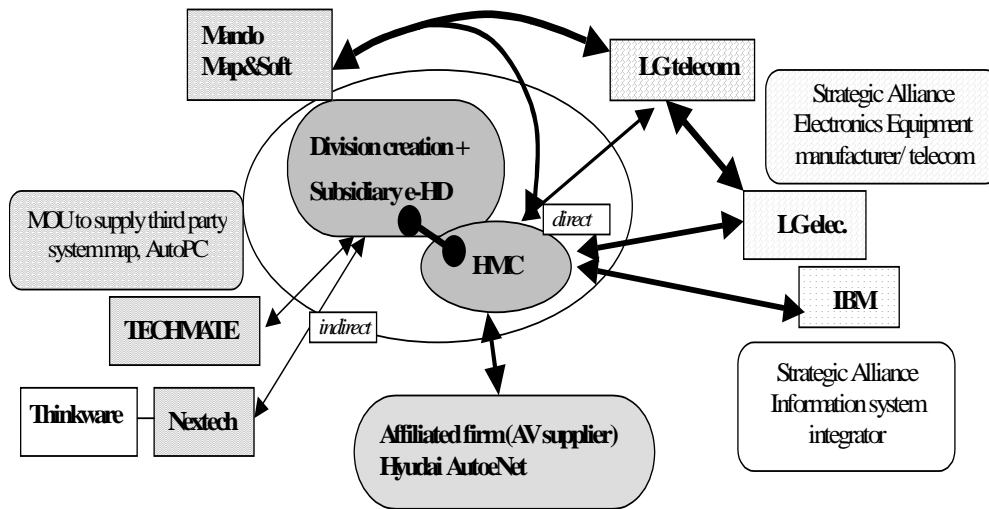 Mando
Map&Soft
LG telecom
Strategic Alliance
Electronics Equipment
manufacturer/ telecom
Division creation +
Subsidiary e-HD
MOU to supply third party
system map, AutoPC
direct
LG elec.
HMC
IBM
TECHMATE
indirect
Strategic Alliance
Information system
integrator
Thinkware
Nextech
Affiliated firm (AV supplier)
Hyudai AutoeNet